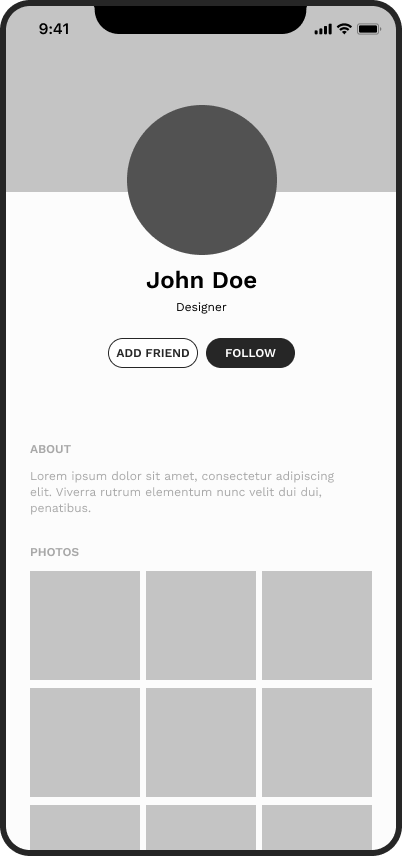 9:41
John Doe
Designer
ADD FRIEND FOLLOW
ABOUT
Lorem ipsum dolor sit amet, consectetur adipiscing
elit. Viverra rutrum elementum nunc velit dui dui,
penatibus.
PHOTOS